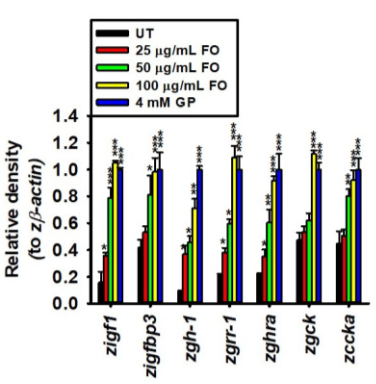 UT
25 µg/mL FO
50 µg/mL FO
100 µg/mL FO
4 mM GP
Relative density
(to zβ-actin)
1.4
1.2
1.0
0.8
0.6
0.4
0.2
0.0
zigf1
zigfbp3
zgh-1
zgrr-1
zghra
zgck
zccka